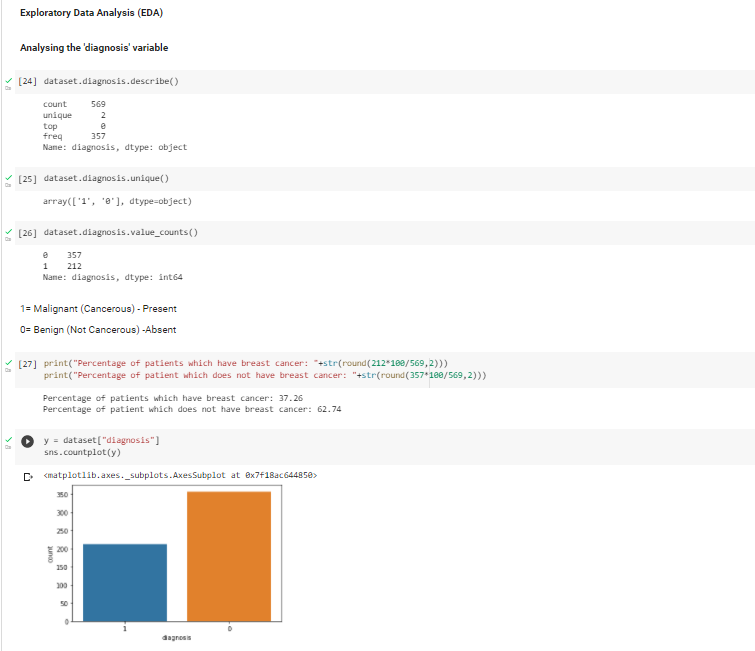 Exploratory Data Analysis (EDA)
Analysing the 'diagnosis' variable
[24] dataset.diagnosis.describe()
0s
count 569
unique 2
top 0
freq 357
Name: diagnosis, dtype: object
[25] dataset.diagnosis.unique()
0s
array(['1', '0'], dtype=object)
[26] dataset.diagnosis.value_counts()
0s
0 357
1 212
Name: diagnosis, dtype: int64
1= Malignant (Cancerous) - Present
0= Benign (Not Cancerous) -Absent
[27] print("Percentage of patients which have breast cancer: "+str(round(212*100/569,2)))
0s
print("Percentage of patient which does not have breast cancer: "+str(round(357*100/569,2)))
Percentage of patients which have breast cancer: 37.26
Percentage of patient which does not have breast cancer: 62.74
y = dataset["diagnosis"]
0s
sns.countplot(y)
<matplotlib.axes._subplots.AxesSubplot at 0x7f18ac644850>
350
300
250
200
150
100
50
0
count
1 0
diagnosis